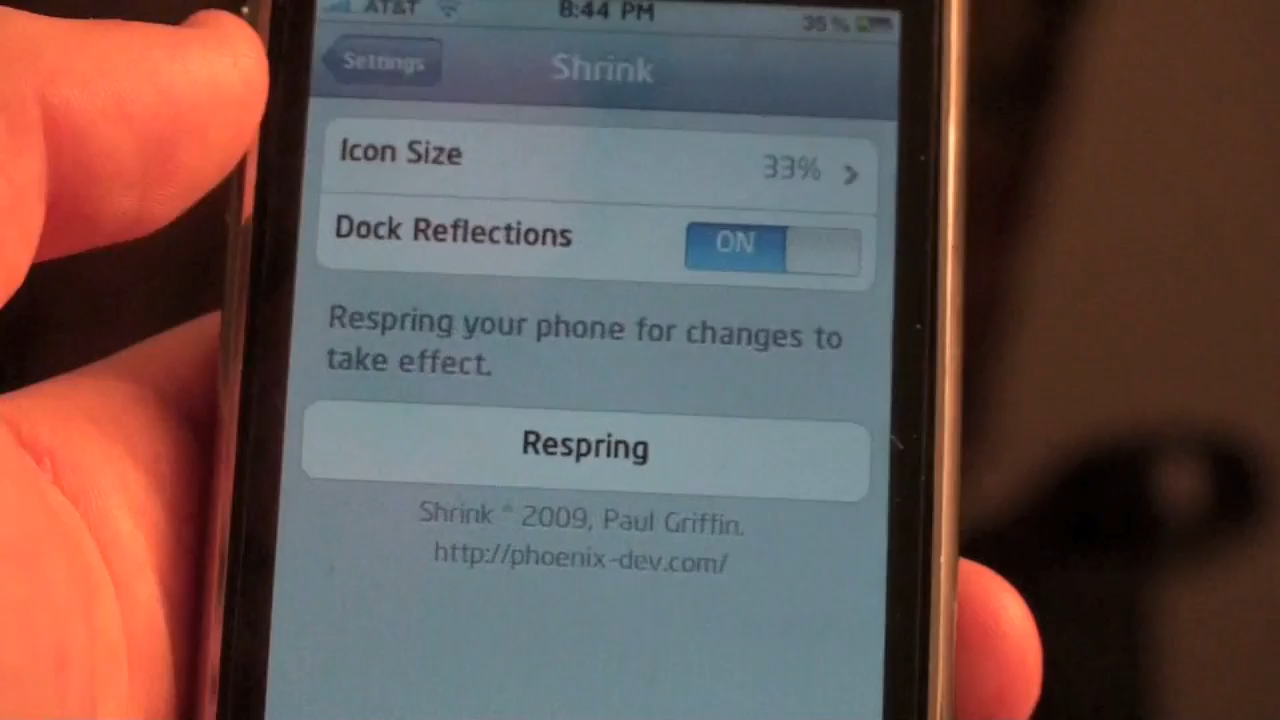 AT&T 8:44 PM 35%
Settings Shrink
Icon Size 33%
Dock Reflections ON
Respring your phone for changes to
take effect.
Respring
Shrink 2009, Paul Griffin.
http://phoenix-dev.com/